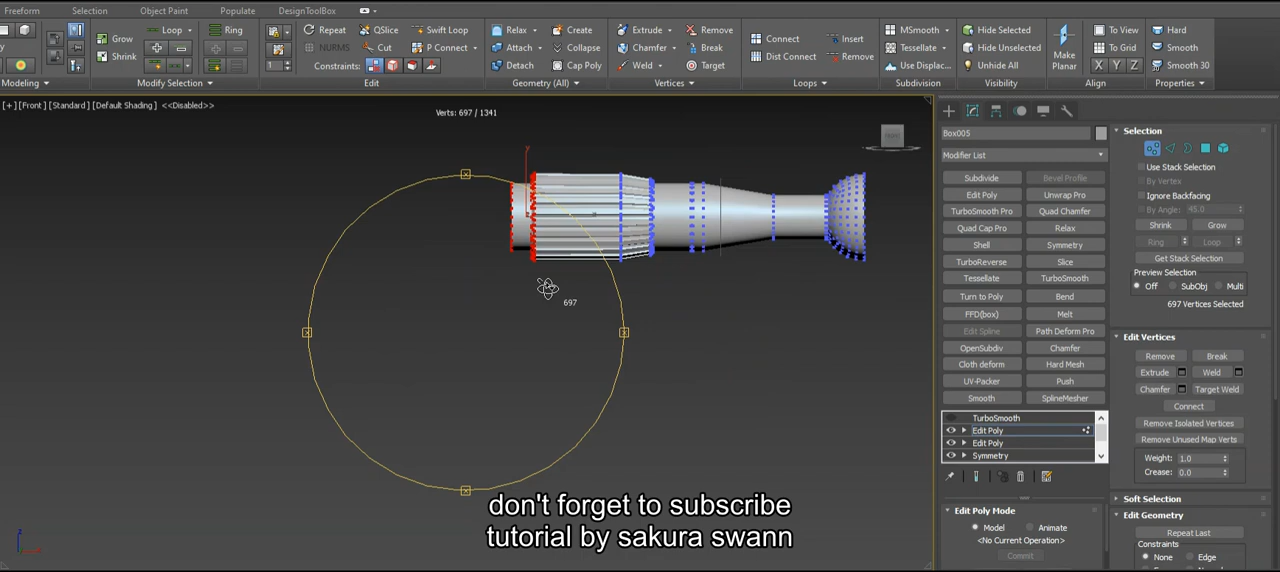 Freeform
Selection
Object Paint
Populate
DesignToolBox
Loop
Ring
Grow
Shrink
Modeling
Modify Selection
Repeat
QSlice
Swift Loop
NURMS
Cut
P Connect
Constraints:
Edit
1
Relax
Create
Attach
Collapse
Detach
Cap Poly
Geometry (All)
Extrude
Remove
Chamfer
Break
Weld
Target
Vertices
Connect
Insert
Dist Connect
Remove
Loops
MSmooth
Tessellate
Use Displac...
Subdivision
Hide Selected
Hide Unselected
Unhide All
Visibility
Make
Planar
To View
To Grid
X Y Z
Align
Hard
Smooth
Smooth 30
Properties
[+] [Front] [Standard] [Default Shading] <<Disabled>>
Verts: 697 / 1341
y
697
FRONT
don't forget to subscribe
tutorial by sakura swann
Box005
Modifier List
Subdivide Bevel Profile
Edit Poly Unwrap Pro
TurboSmooth Pro Quad Chamfer
Quad Cap Pro Relax
Shell Symmetry
TurboReverse Slice
Tessellate TurboSmooth
Turn to Poly Bend
FFD(box) Melt
Edit Spline Path Deform Pro
OpenSubdiv Chamfer
Cloth deform Hard Mesh
UV-Packer Push
Smooth SplineMesher
TurboSmooth
Edit Poly
Edit Poly
Symmetry
Edit Poly Mode
Model Animate
<No Current Operation>
Commit
Selection
Use Stack Selection
By Vertex
Ignore Backfacing
By Angle: 45.0
Shrink Grow
Ring Loop
Get Stack Selection
Preview Selection
Off SubObj Multi
697 Vertices Selected
Edit Vertices
Remove Break
Extrude Weld
Chamfer Target Weld
Connect
Remove Isolated Vertices
Remove Unused Map Verts
Weight: 1.0
Crease: 0.0
Soft Selection
Edit Geometry
Repeat Last
Constraints
None Edge